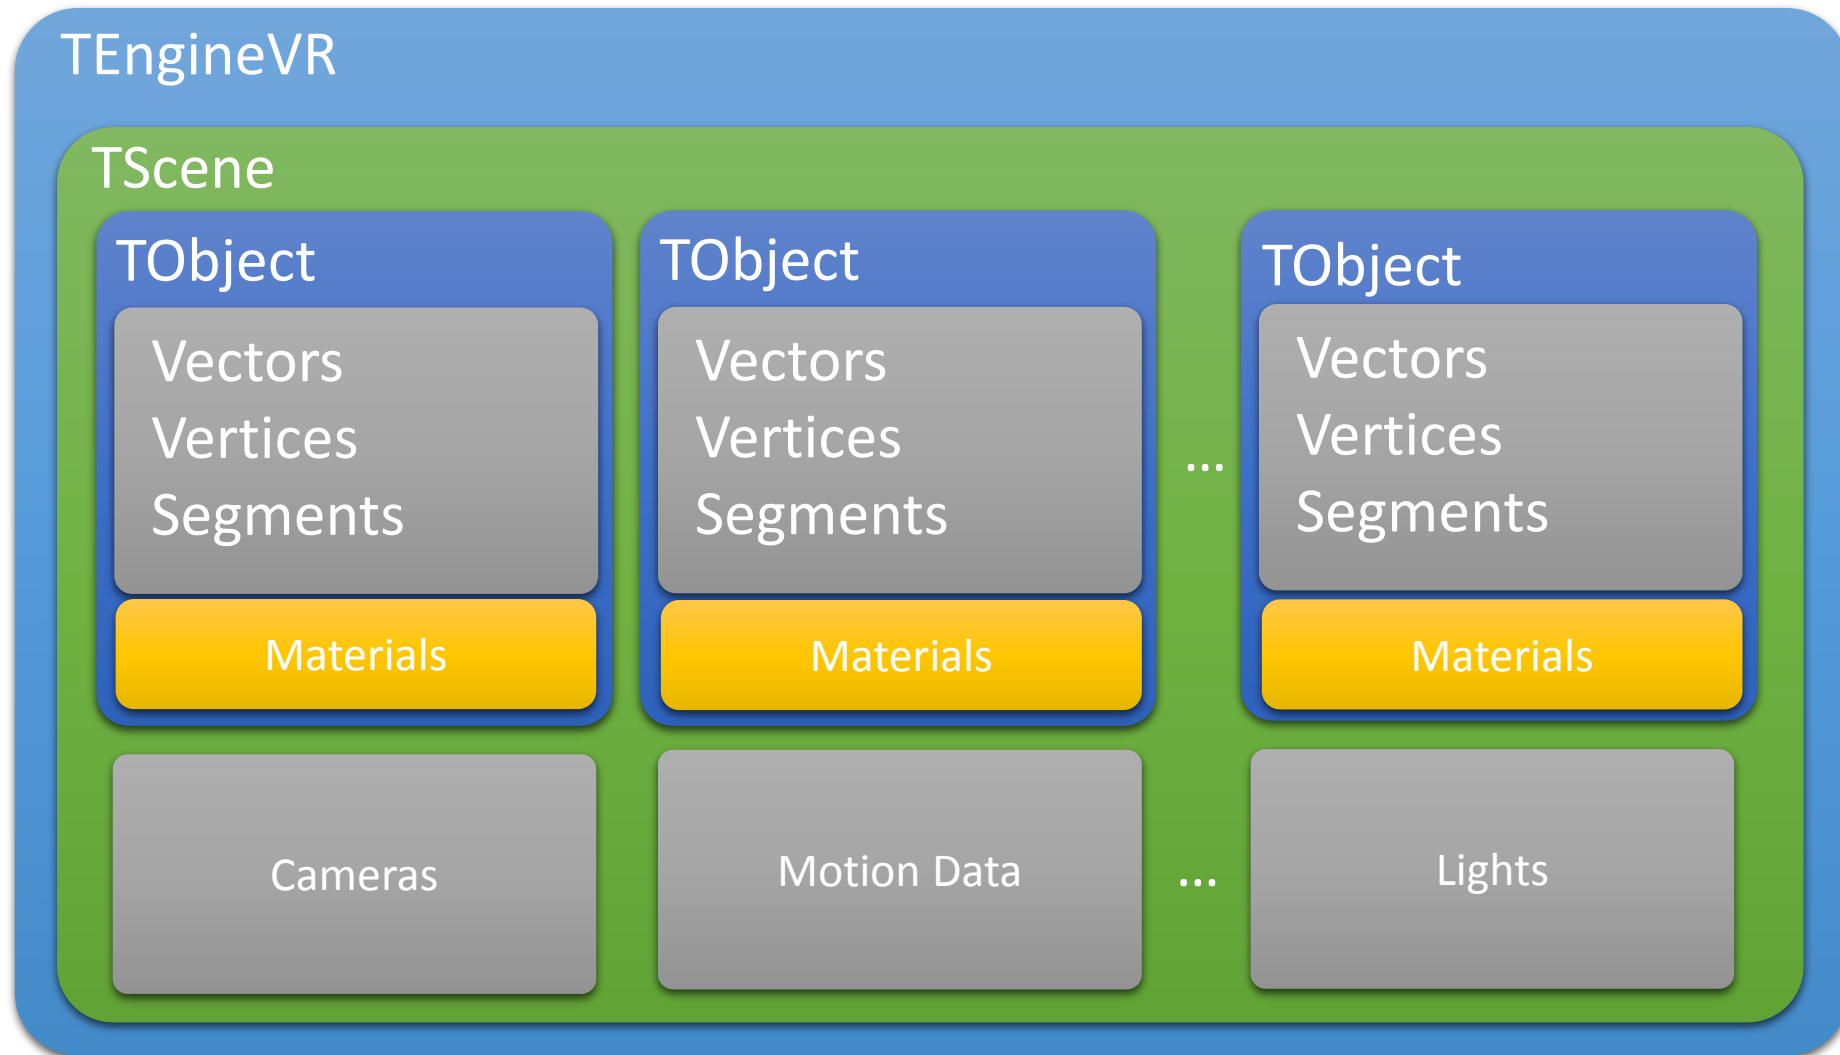 TEngineVR
TScene
TObject
Vectors
Vertices
Segments
Materials
TObject
Vectors
Vertices
Segments
Materials
...
TObject
Vectors
Vertices
Segments
Materials
Cameras
Motion Data
...
Lights